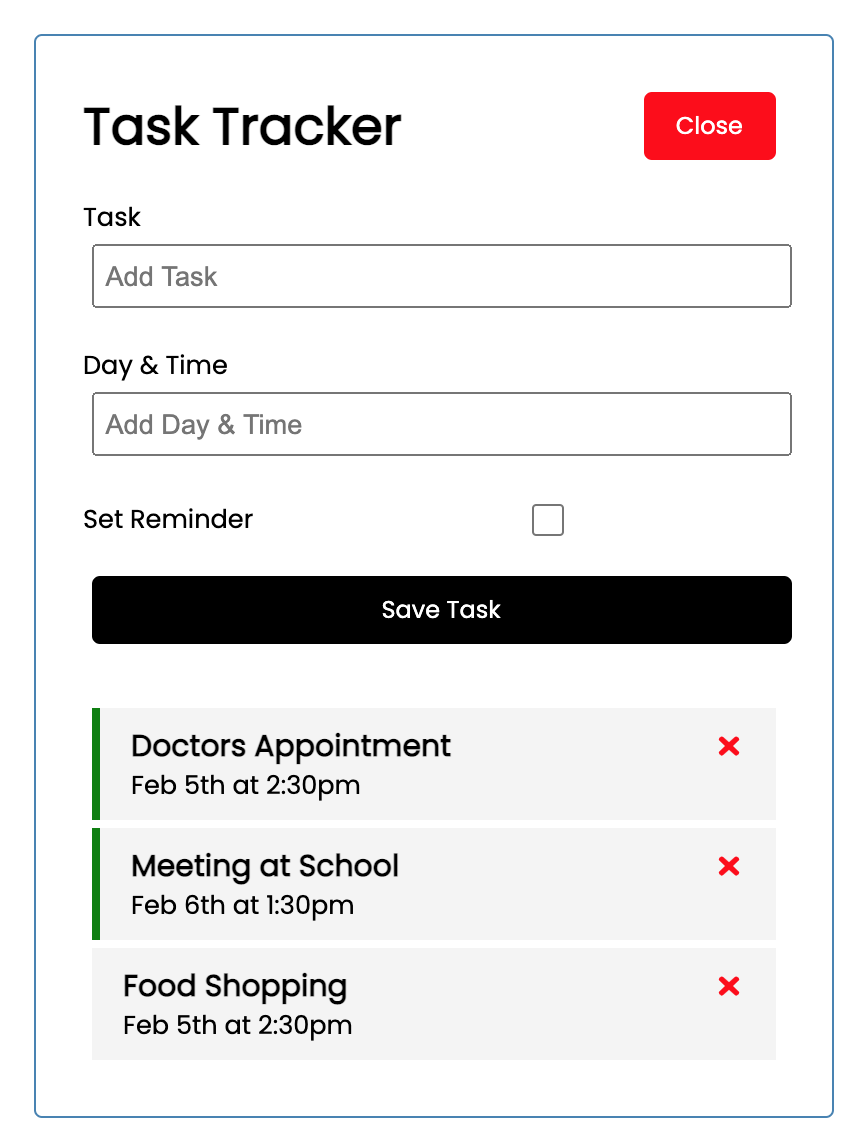 Task Tracker
Close
Task
Add Task
Day & Time
Add Day & Time
Set Reminder
Save Task
Doctors Appointment
Feb 5th at 2:30pm
Meeting at School
Feb 6th at 1:30pm
Food Shopping
Feb 5th at 2:30pm